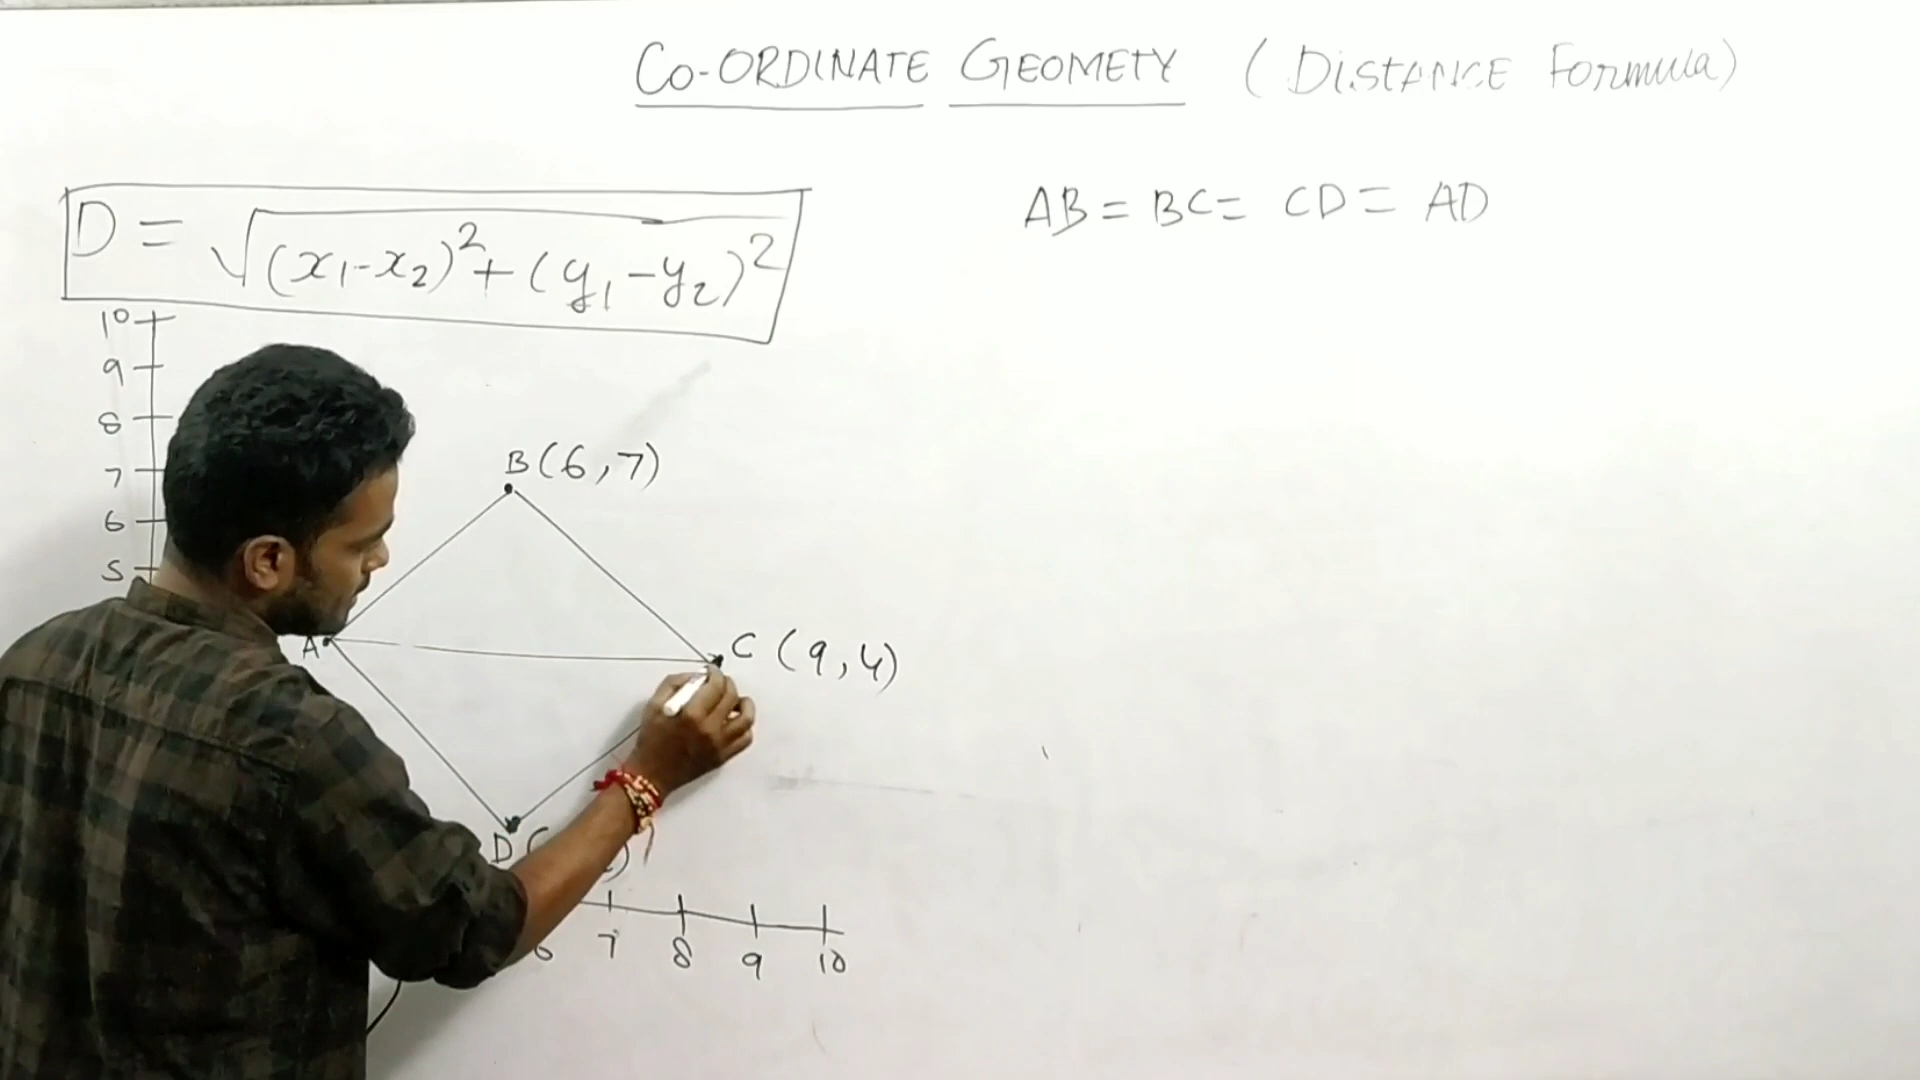 CO-ORDINATE GEOMETY (DISTANCE FORMULA)
D = √(x₁-x₂)²+(y₁-y₂)²
AB = BC = CD = AD
10
9
8
7
6
5
B(6,7)
A
C (9,4)
D(
)
6 7 8 9 10